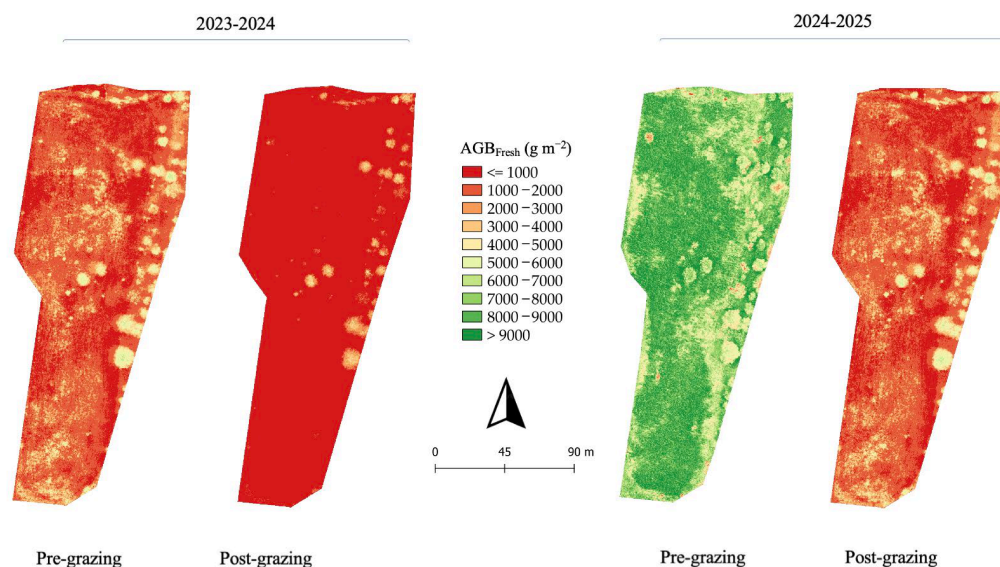 2023-2024
2024-2025
AGBFresh (g m−2)
<= 1000
1000 −2000
2000 −3000
3000 −4000
4000 −5000
5000 −6000
6000 −7000
7000 −8000
8000 −9000
> 9000
0 45 90 m
Pre-grazing
Post-grazing
Pre-grazing
Post-grazing